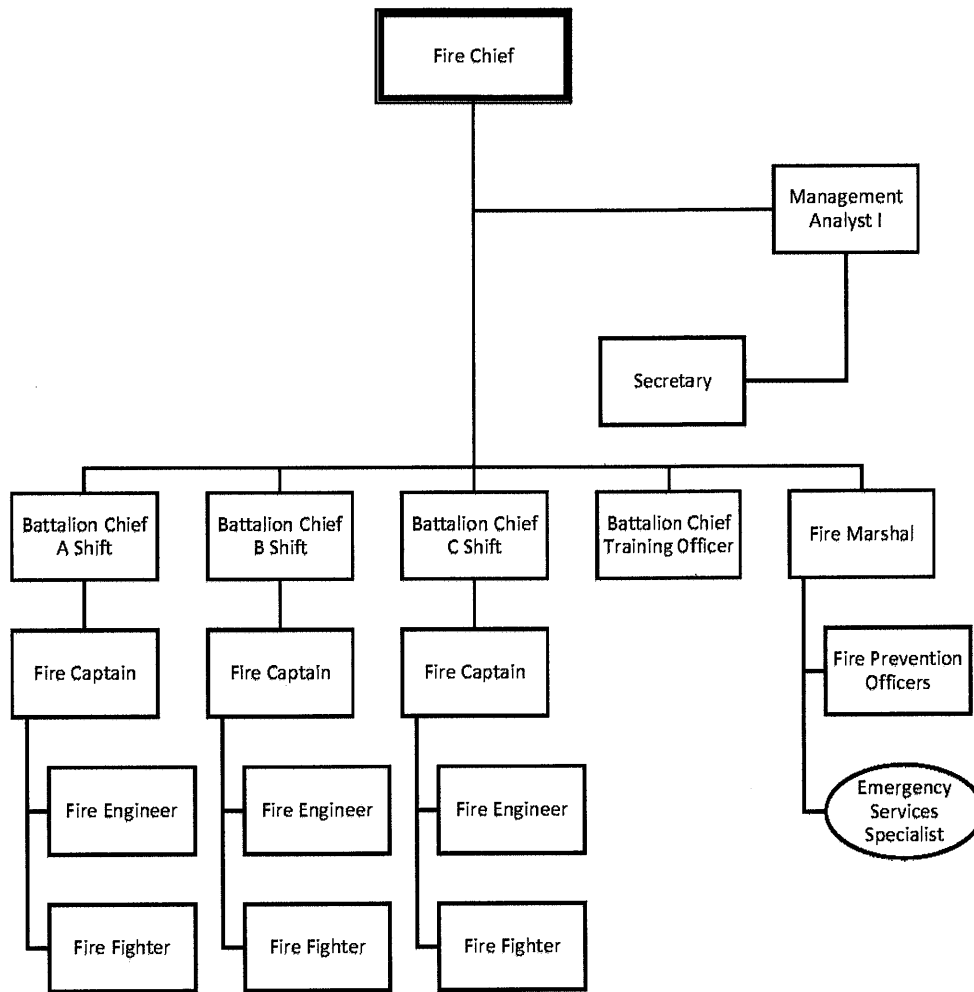 Fire Chief
Management
Analyst I
Secretary
Battalion Chief
A Shift
Battalion Chief
B Shift
Battalion Chief
C Shift
Battalion Chief
Training Officer
Fire Marshal
Fire Captain
Fire Captain
Fire Captain
Fire Prevention
Officers
Fire Engineer
Fire Engineer
Fire Engineer
Emergency
Services
Specialist
Fire Fighter
Fire Fighter
Fire Fighter